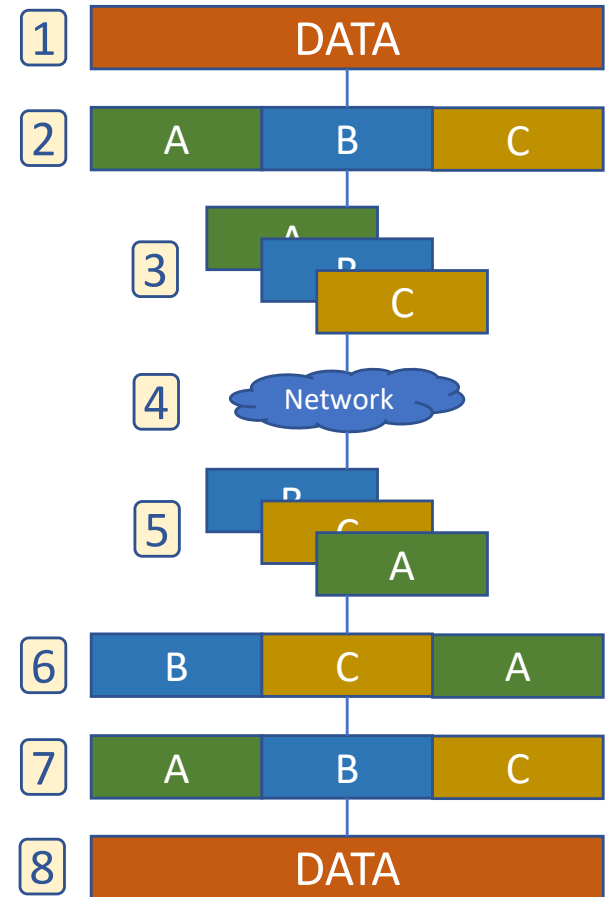 1 DATA
2 A B C
3 A
B
C
4 Network
5 B
C
A
6 B C A
7 A B C
8 DATA